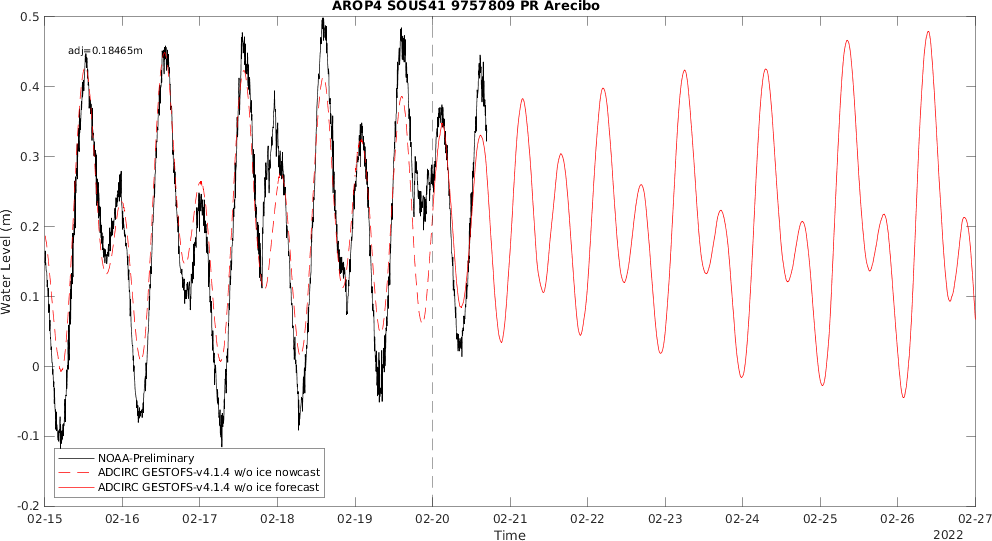 AROP4 SOUS41 9757809 PR Arecibo
adj=0.18465m
Water Level (m)
0.5
0.4
0.3
0.2
0.1
0
-0.1
-0.2
NOAA-Preliminary
ADCIRC GESTOFS-v4.1.4 w/o ice nowcast
ADCIRC GESTOFS-v4.1.4 w/o ice forecast
02-15 02-16 02-17 02-18 02-19 02-20 02-21 02-22 02-23 02-24 02-25 02-26 02-27
Time
2022